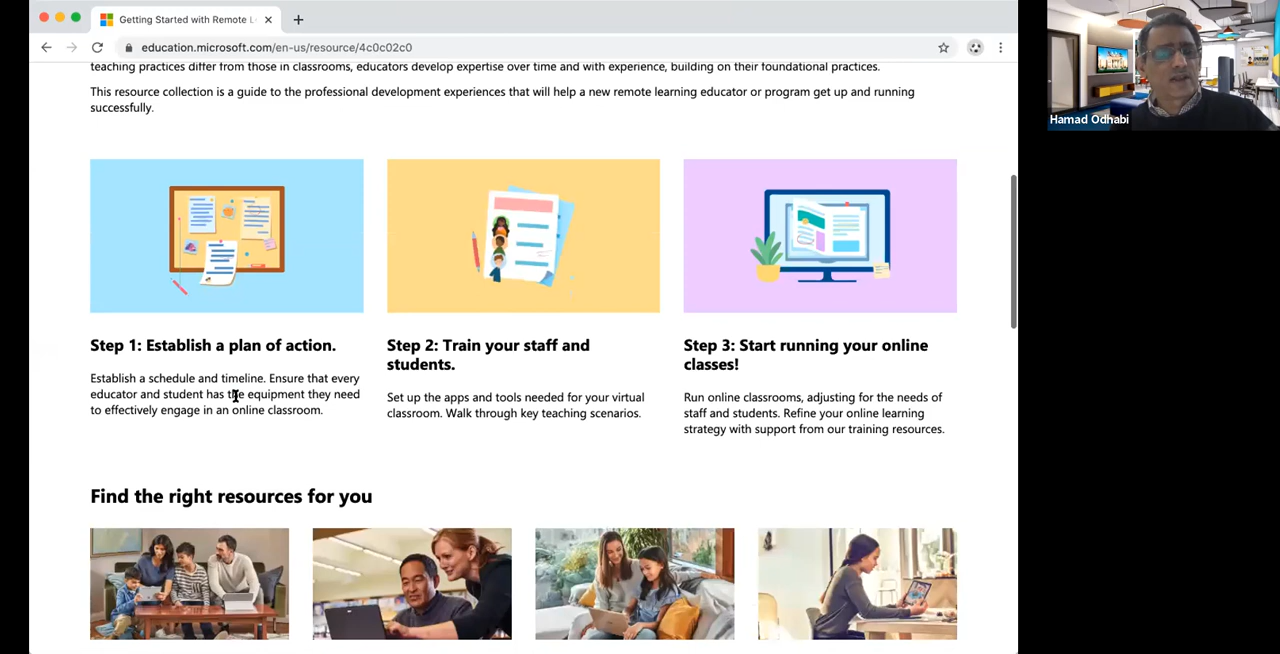 Getting Started with Remote L
education.microsoft.com/en-us/resource/4c0c02c0
teaching practices differ from those in classrooms, educators develop expertise over time and with experience, building on their foundational practices.
This resource collection is a guide to the professional development experiences that will help a new remote learning educator or program get up and running
successfully.
Step 1: Establish a plan of action.
Establish a schedule and timeline. Ensure that every
educator and student has the equipment they need
to effectively engage in an online classroom.
Step 2: Train your staff and
students.
Set up the apps and tools needed for your virtual
classroom. Walk through key teaching scenarios.
Step 3: Start running your online
classes!
Run online classrooms, adjusting for the needs of
staff and students. Refine your online learning
strategy with support from our training resources.
Find the right resources for you
Hamad Odhabi